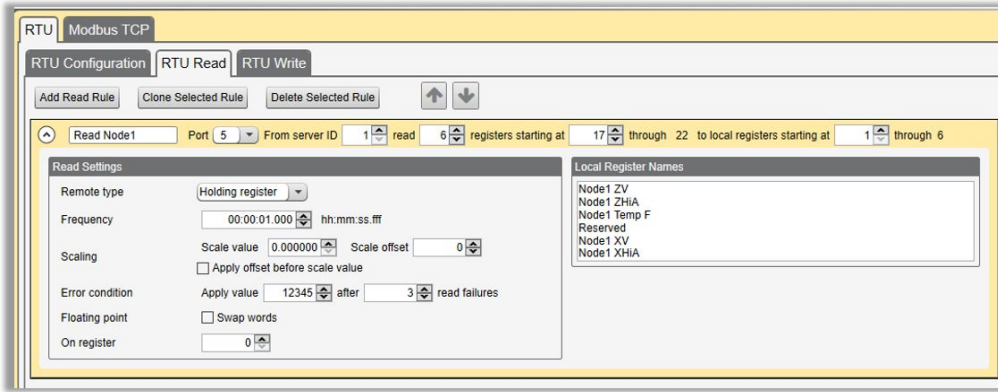 RTU Modbus TCP
RTU Configuration RTU Read RTU Write
Add Read Rule Clone Selected Rule Delete Selected Rule
Read Node1 Port 5 From server ID 1 read 6 registers starting at 17 through 22 to local registers starting at 1 through 6
Read Settings
Remote type Holding register
Frequency 00:00:01.000 hh:mm:ss.fff
Scaling Scale value 0.000000 Scale offset 0
Apply offset before scale value
Error condition Apply value 12345 after 3 read failures
Floating point Swap words
On register 0
Local Register Names
Node1 ZV
Node1 ZHiA
Node1 Temp F
Reserved
Node1 XV
Node1 XHiA